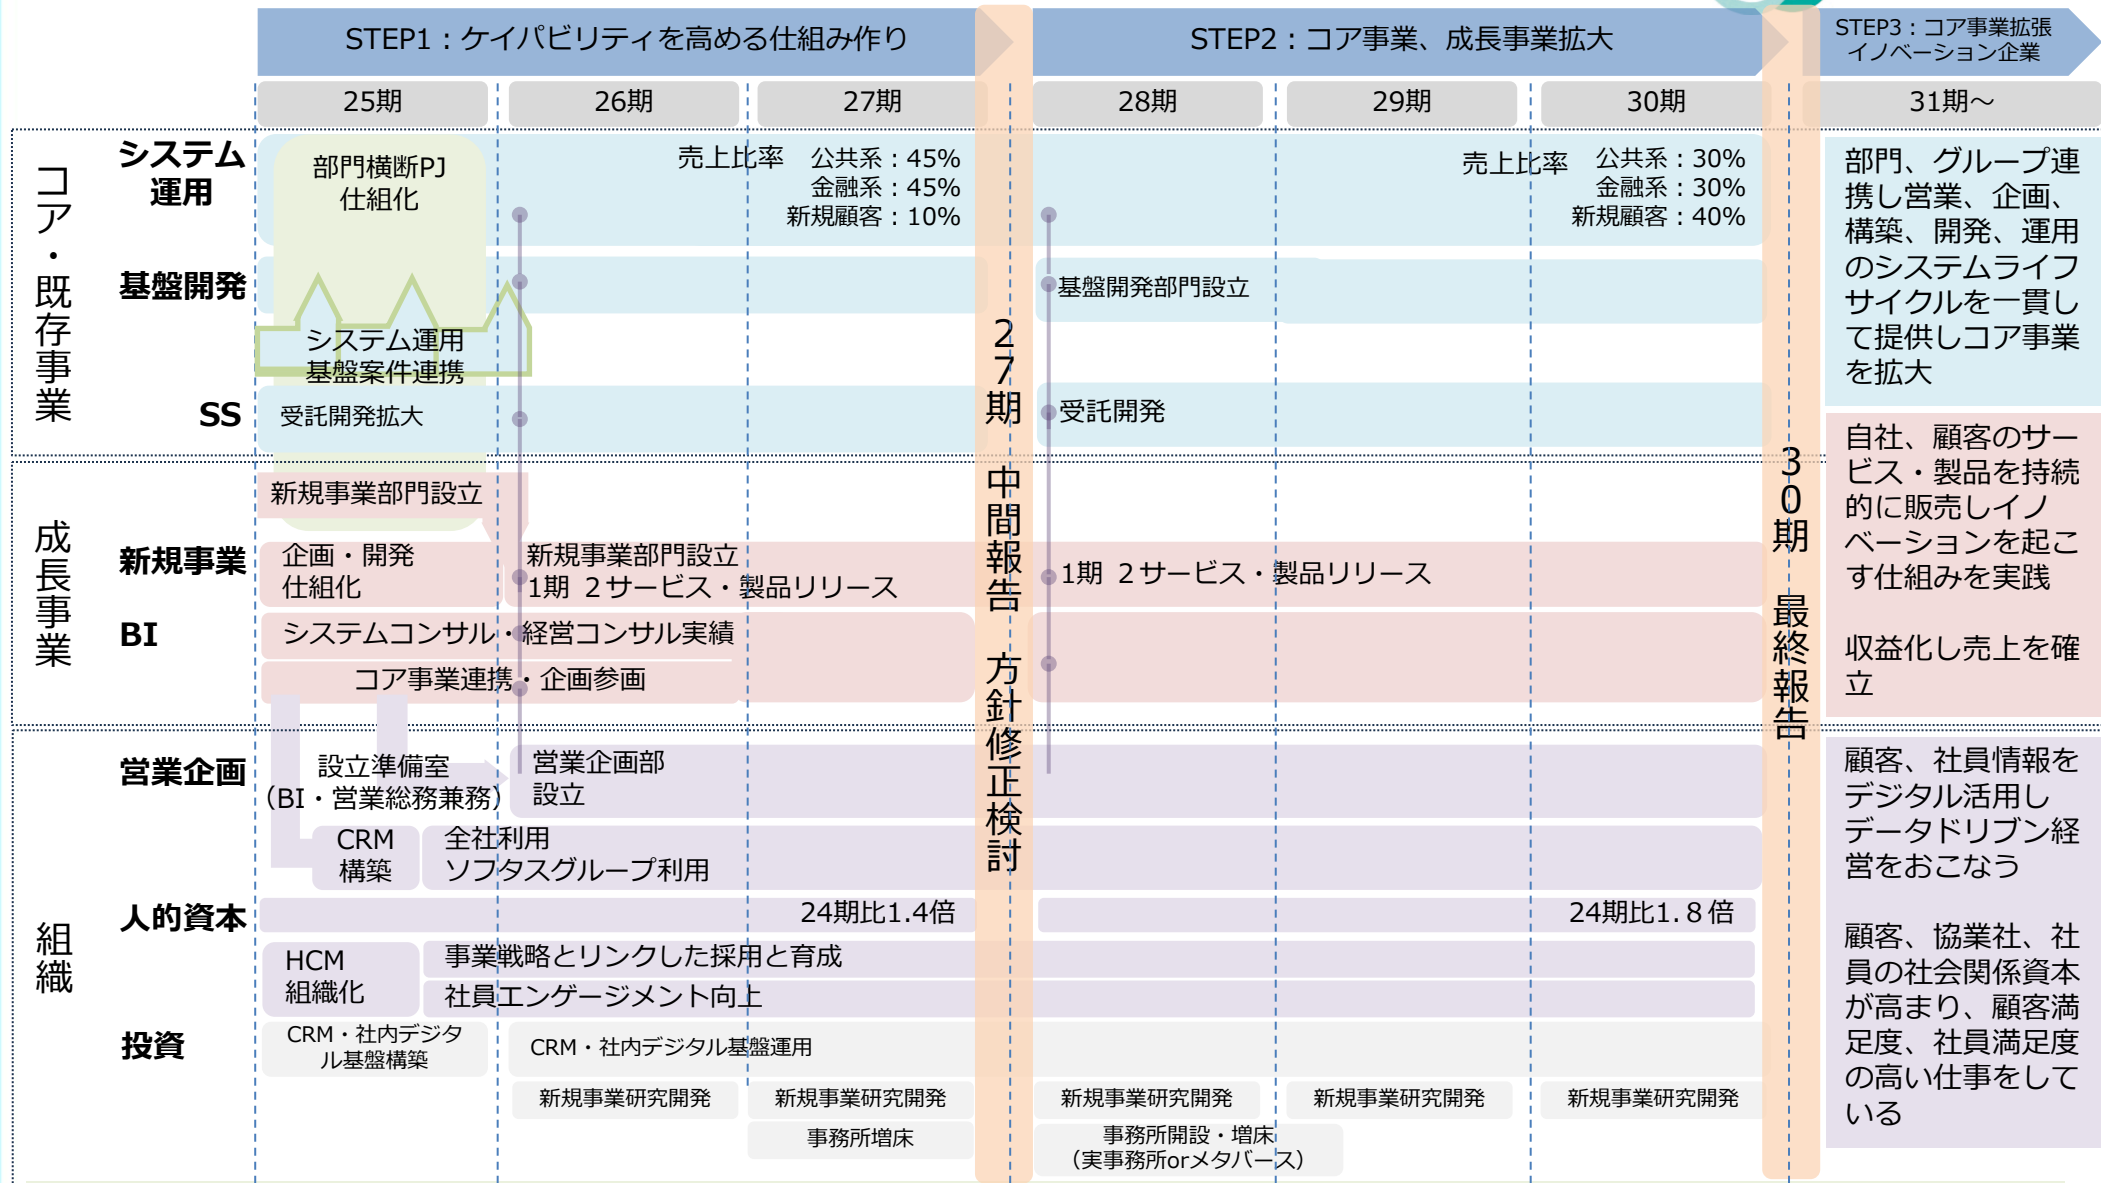 STEP1：ケイパビリティを高める仕組み作り
STEP2：コア事業、成長事業拡大
STEP3：コア事業拡張
イノベーション企業
25期
26期
27期
28期
29期
30期
31期～
コア・既存事業
システム
運用
部門横断PJ
仕組化
売上比率　公共系：45%
金融系：45%
新規顧客：10%
売上比率　公共系：30%
金融系：30%
新規顧客：40%
基盤開発
基盤開発部門設立
システム運用
基盤案件連携
SS
受託開発拡大
受託開発
部門、グループ連
携し営業、企画、
構築、開発、運用
のシステムライフ
サイクルを一貫し
て提供しコア事業
を拡大
27期　中間報告　方針修正検討
30期　最終報告
成長事業
新規事業部門設立
新規事業
企画・開発
仕組化
新規事業部門設立
1期 ２サービス・製品リリース
1期 ２サービス・製品リリース
BI
システムコンサル・経営コンサル実績
コア事業連携・企画参画
自社、顧客のサー
ビス・製品を持続
的に販売しイノ
ベーションを起こ
す仕組みを実践
収益化し売上を確
立
組織
営業企画
設立準備室
（BI・営業総務兼務）
営業企画部
設立
CRM
構築
全社利用
ソフタスグループ利用
人的資本
24期比1.4倍
24期比1.８倍
HCM
組織化
事業戦略とリンクした採用と育成
社員エンゲージメント向上
投資
CRM・社内デジタ
ル基盤構築
CRM・社内デジタル基盤運用
新規事業研究開発
新規事業研究開発
新規事業研究開発
新規事業研究開発
新規事業研究開発
事務所増床
事務所開設・増床
（実事務所orメタバース）
顧客、社員情報を
デジタル活用し
データドリブン経
営をおこなう
顧客、協業社、社
員の社会関係資本
が高まり、顧客満
足度、社員満足度
の高い仕事をして
いる